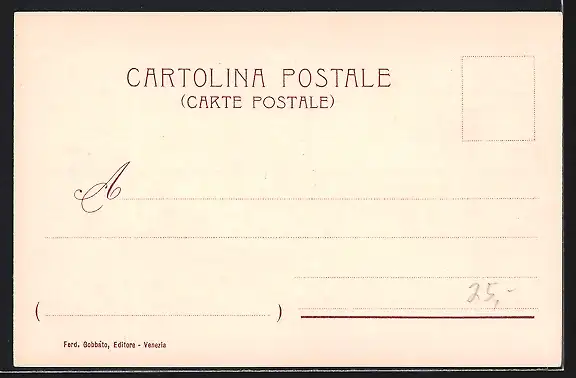 CARTOLINA POSTALE
(CARTE POSTALE)
A
25,-
( )
Ferd. Gobbato, Editore - Venezia